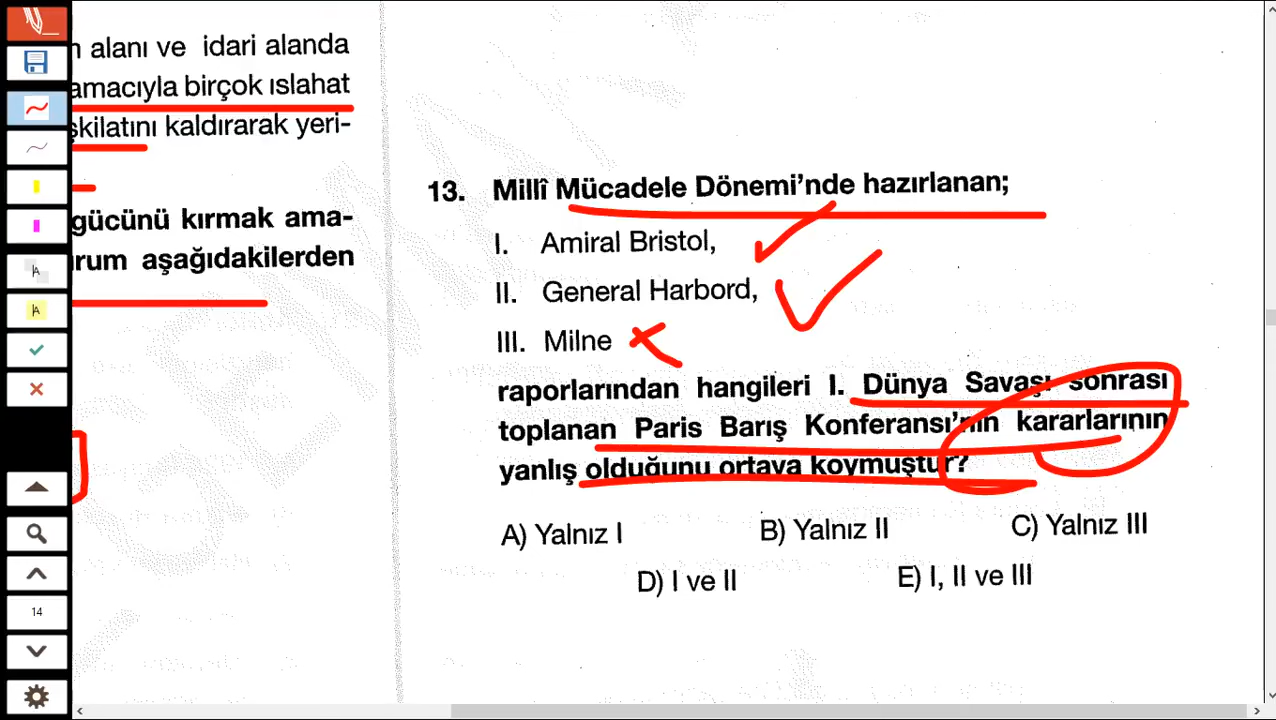 n alanı ve idari alanda
amacıyla birçok ıslahat
şkilatını kaldırarak yeri-
gücünü kırmak ama-
urum aşağıdakilerden
13. Millî Mücadele Dönemi’nde hazırlanan;
I. Amiral Bristol,
II. General Harbord,
III. Milne
raporlarından hangileri I. Dünya Savaşı sonrası
toplanan Paris Barış Konferansı’nın kararlarının
yanlış olduğunu ortaya koymuştur?
A) Yalnız I B) Yalnız II C) Yalnız III
D) I ve II E) I, II ve III
14